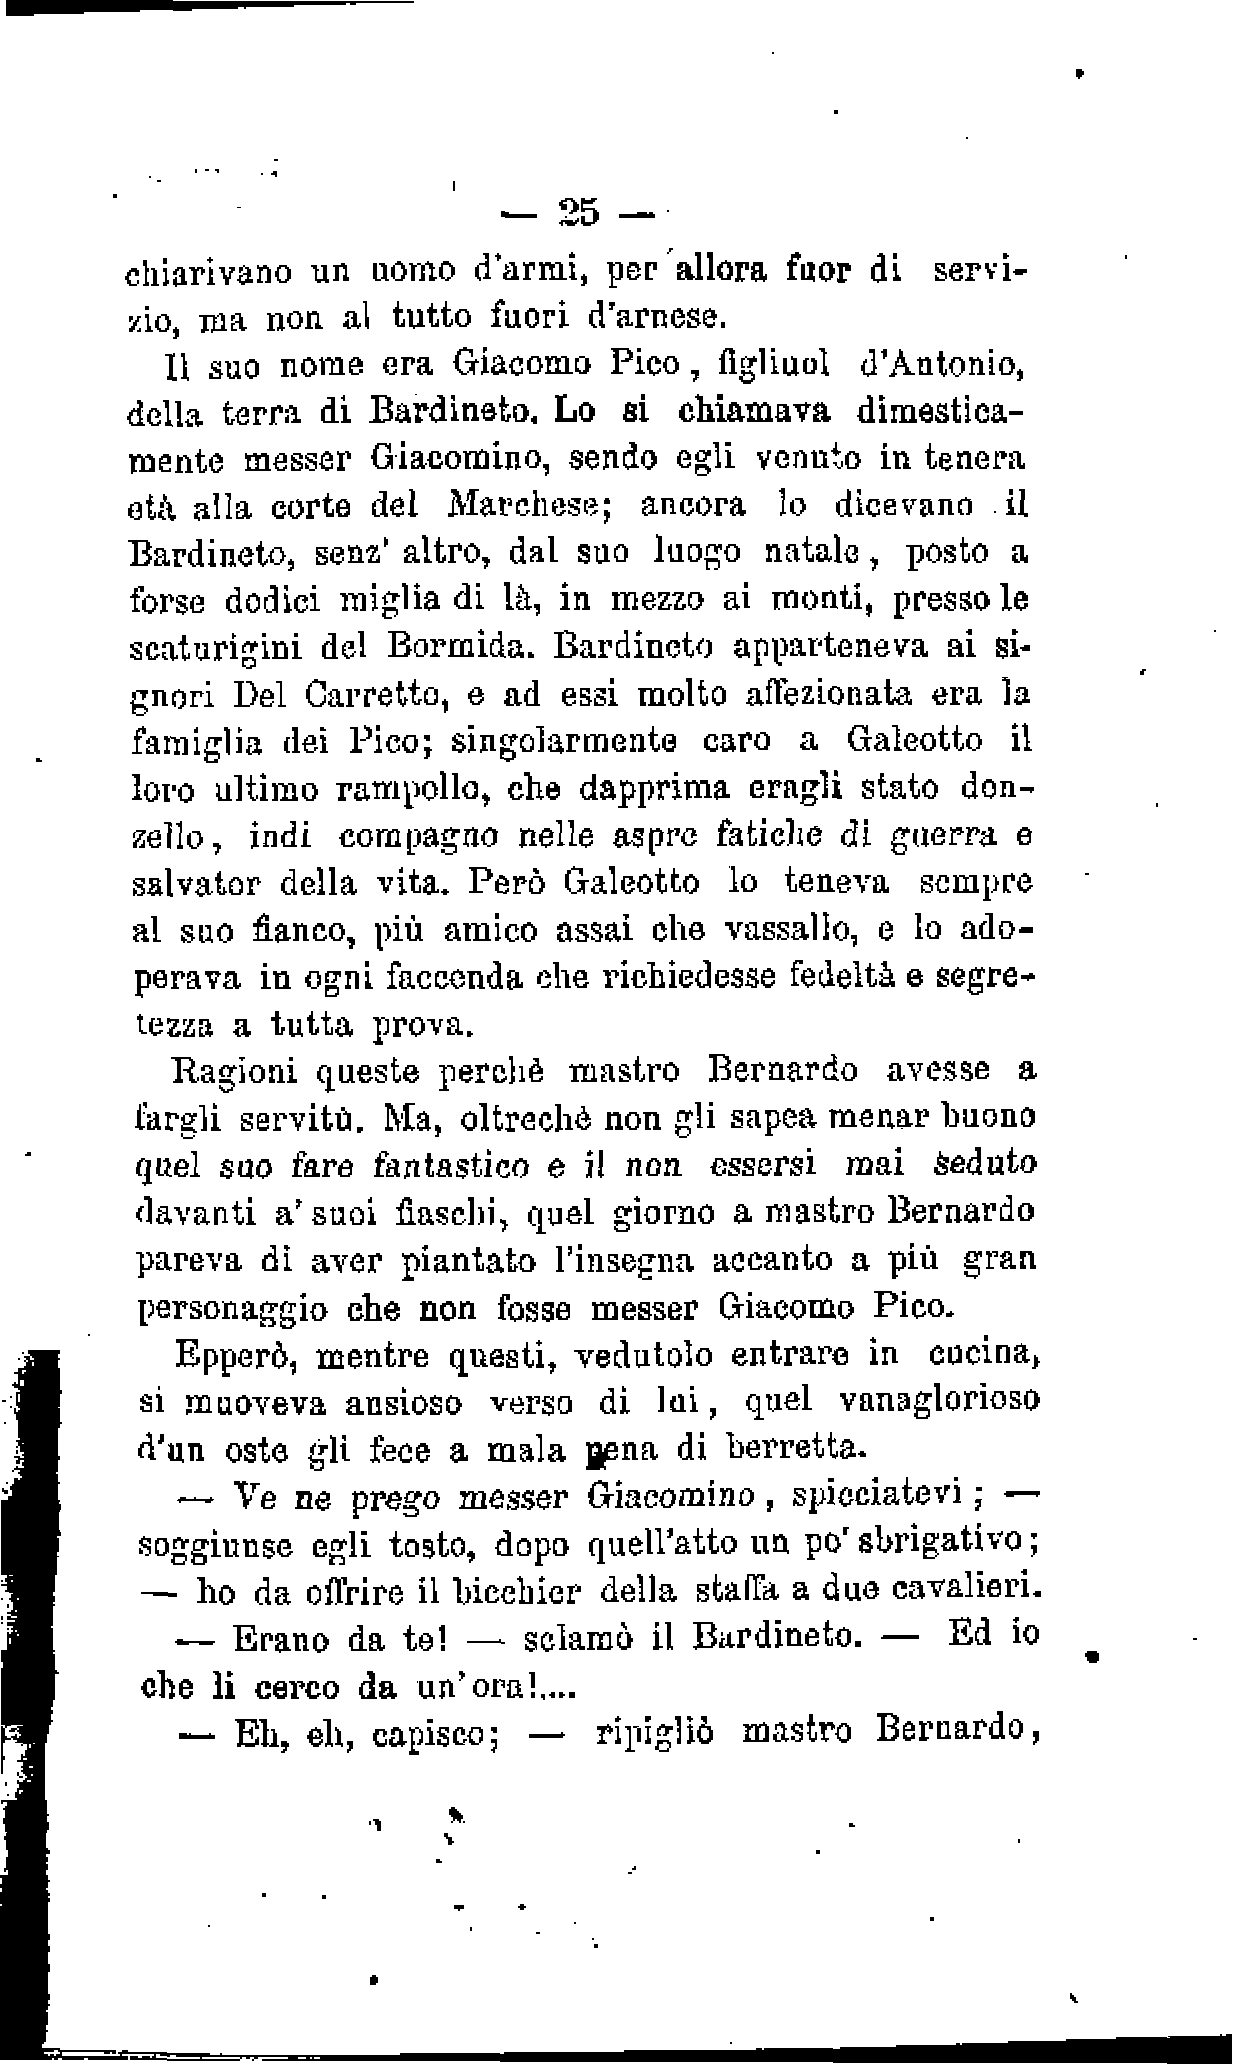 — 25 —
chiarivano un uomo d'armi, per allora fuor di servi-
zio, ma non al tutto fuori d'arnese.
Il suo nome era Giacomo Pico, figliuol d'Antonio,
della terra di Bardineto. Lo si chiamava dimestica-
mente messer Giacomino, sendo egli venuto in tenera
età alla corte del Marchese; ancora lo dicevano il
Bardineto, senz' altro, dal suo luogo natale, posto a
forse dodici miglia di là, in mezzo ai monti, presso le
scaturigini del Bormida. Bardineto apparteneva ai si-
gnori Del Carretto, e ad essi molto affezionata era la
famiglia dei Pico; singolarmente caro a Galeotto il
loro ultimo rampollo, che dapprima eragli stato don-
zello, indi compagno nelle aspre fatiche di guerra e
salvator della vita. Però Galeotto lo teneva sempre
al suo fianco, più amico assai che vassallo, e lo ado-
perava in ogni faccenda che richiedesse fedeltà e segre-
tezza a tutta prova.
Ragioni queste perchè mastro Bernardo avesse a
fargli servitù. Ma, oltrechè non gli sapea menar buono
quel suo fare fantastico e il non essersi mai seduto
davanti a' suoi fiaschi, quel giorno a mastro Bernardo
pareva di aver piantato l'insegna accanto a più gran
personaggio che non fosse messer Giacomo Pico.
Epperò, mentre questi, vedutolo entrare in cucina,
si muoveva ansioso verso di lui, quel vanaglorioso
d'un oste gli fece a mala pena di berretta.
— Ve ne prego messer Giacomino, spicciatevi; —
soggiunse egli tosto, dopo quell'atto un po' sbrigativo;
— ho da offrire il bicchier della staffa a due cavalieri.
— Erano da te! — sclamò il Bardineto. — Ed io
che li cerco da un' ora!....
— Eh, eh, capisco; — ripigliò mastro Bernardo,